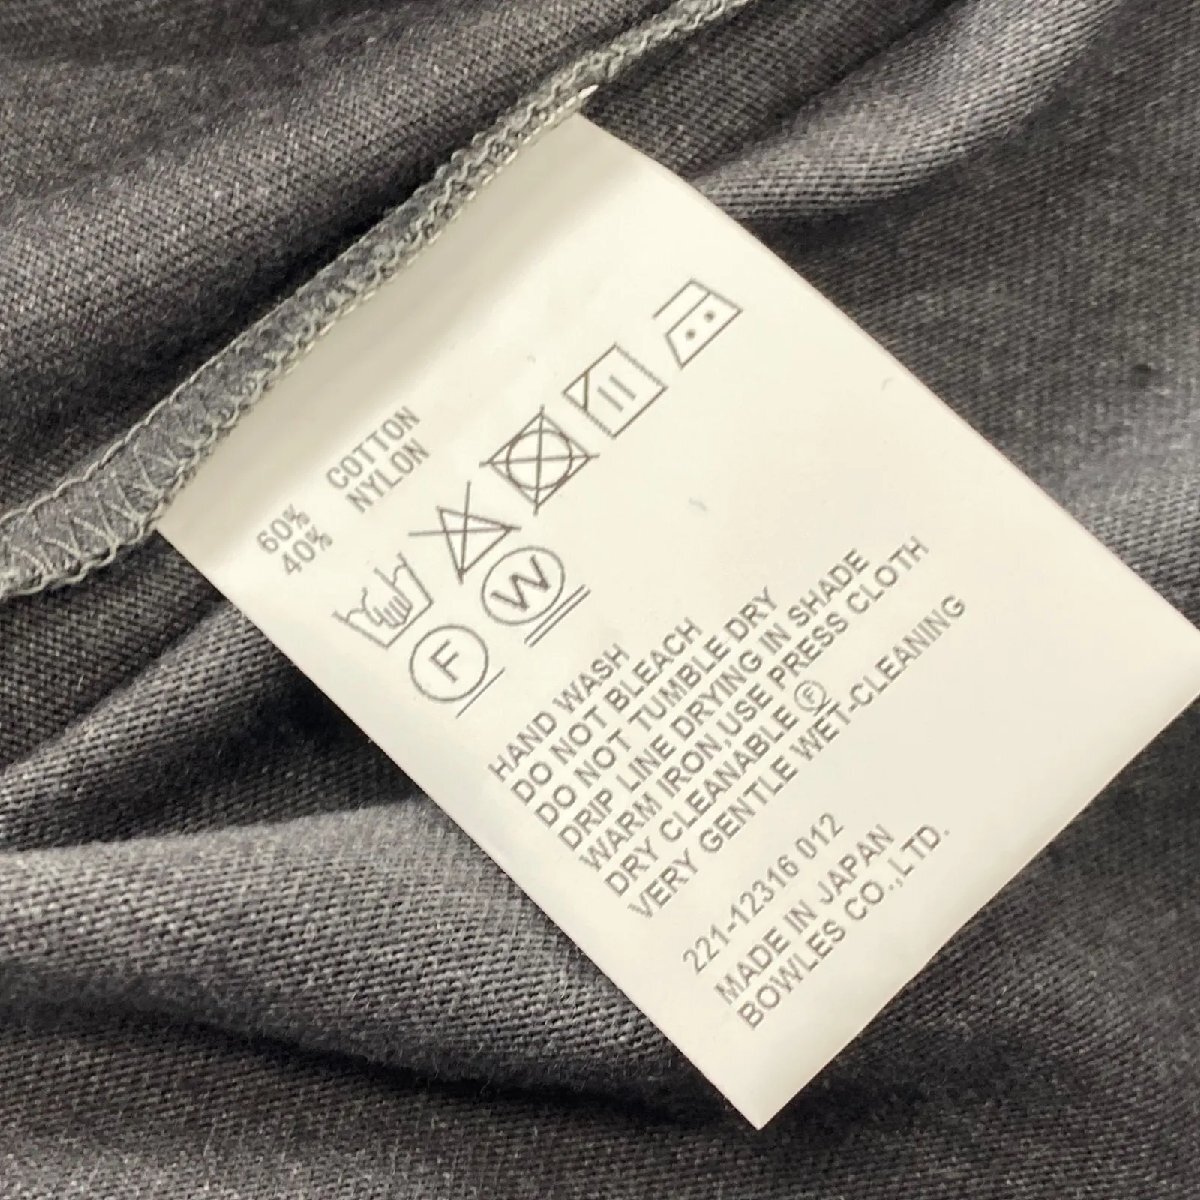 60% COTTON
40% NYLON
F
W
HAND WASH
DO NOT BLEACH
DO NOT TUMBLE DRY
DRIP LINE DRYING IN SHADE
WARM IRON,USE PRESS CLOTH
DRY CLEANABLE Ⓕ
VERY GENTLE WET-CLEANING
221-12316 012
MADE IN JAPAN
BOWLES CO.,LTD.